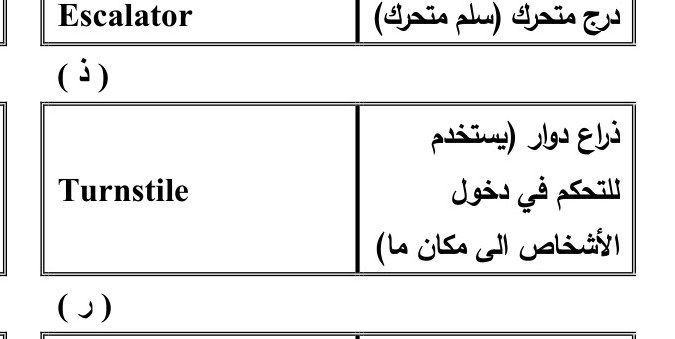 Escalator
درج متحرك (سلم متحرك)
( ذ )
Turnstile
ذراع دوار (يستخدم
للتحكم في دخول
الأشخاص الى مكان ما)
( ر )